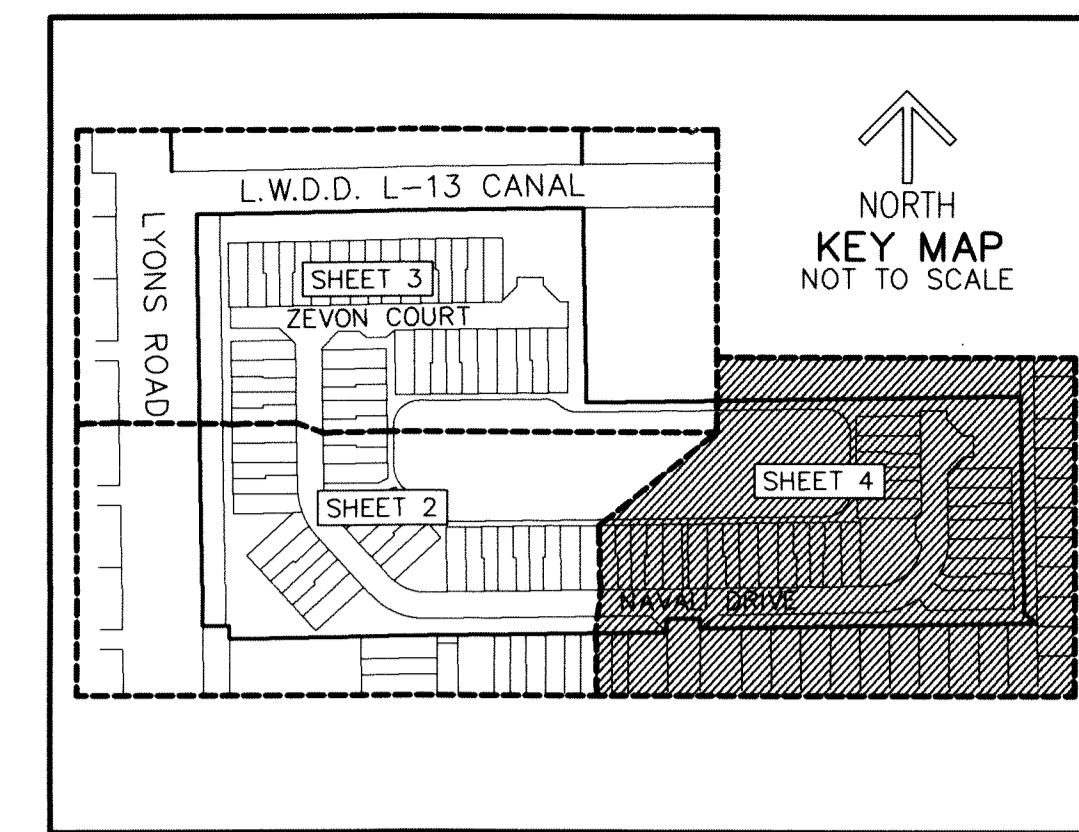 L.W.D.D. L-13 CANAL
LYONS ROAD
NORTH
KEY MAP
NOT TO SCALE
SHEET 3
ZEVON COURT
SHEET 4
SHEET 2
NAVALI DRIVE